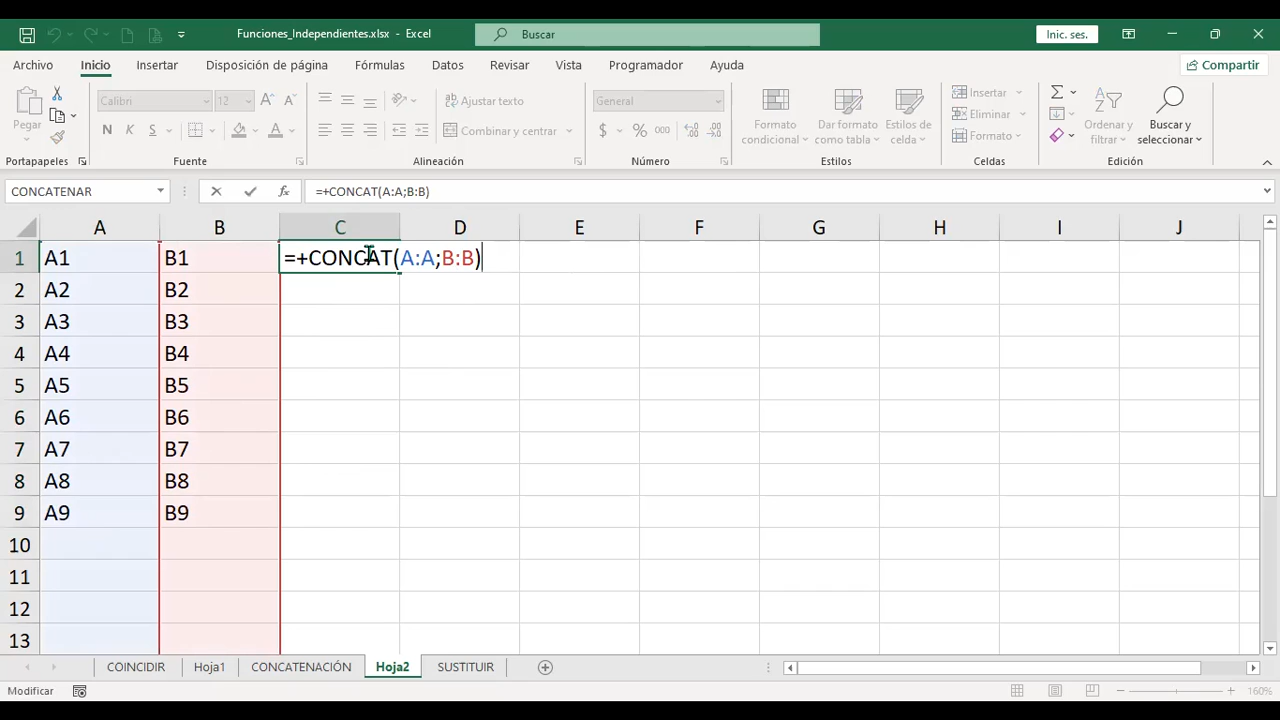 Funciones_Independientes.xlsx - Excel
Buscar
Inic. ses.
Archivo Inicio Insertar Disposición de página Fórmulas Datos Revisar Vista Programador Ayuda Compartir
Pegar
Portapapeles
Calibri 12
N K S
Fuente
Ajustar texto
Combinar y centrar
Alineación
General
$ % 000
Número
Formato condicional
Dar formato como tabla
Estilos de celda
Estilos
Insertar
Eliminar
Formato
Celdas
Ordenar y filtrar
Buscar y seleccionar
Edición
CONCATENAR fx =+CONCAT(A:A;B:B)
A B C D E F G H I J
1 A1 B1 =+CONCAT(A:A;B:B)
2 A2 B2
3 A3 B3
4 A4 B4
5 A5 B5
6 A6 B6
7 A7 B7
8 A8 B8
9 A9 B9
10
11
12
13
COINCIDIR Hoja1 CONCATENACIÓN Hoja2 SUSTITUIR
Modificar 160%